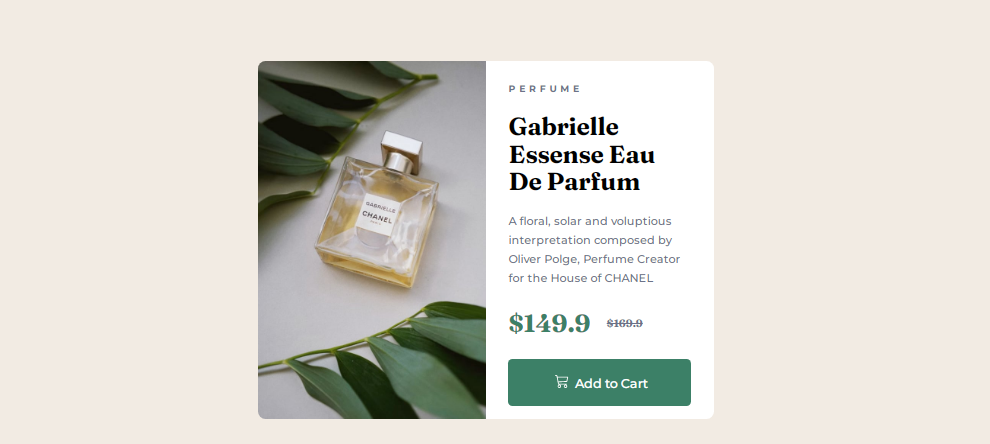 GABRIELLE
CHANEL
PERFUME
Gabrielle
Essense Eau
De Parfum
A floral, solar and voluptious
interpretation composed by
Oliver Polge, Perfume Creator
for the House of CHANEL
$149.9 $169.9
Add to Cart